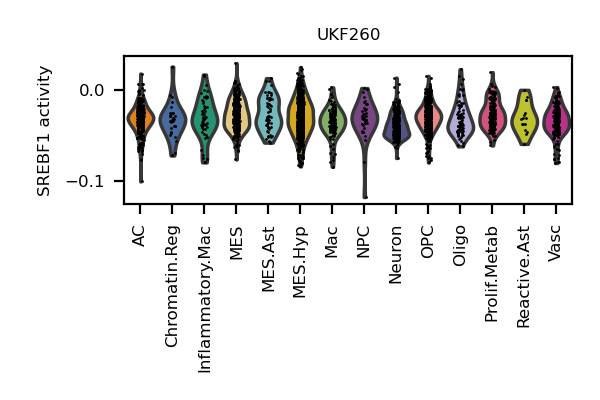 UKF260
SREBF1 activity
0.0
−0.1
AC
Chromatin.Reg
Inflammatory.Mac
MES
MES.Ast
MES.Hyp
Mac
NPC
Neuron
OPC
Oligo
Prolif.Metab
Reactive.Ast
Vasc